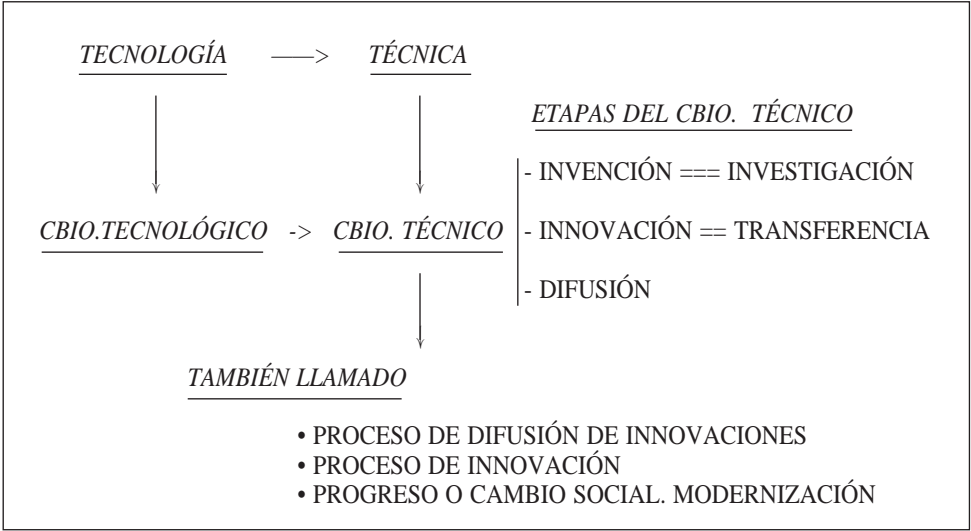 TECNOLOGÍA ——> TÉCNICA
ETAPAS DEL CBIO. TÉCNICO
- INVENCIÓN === INVESTIGACIÓN
CBIO.TECNOLÓGICO -> CBIO. TÉCNICO
- INNOVACIÓN == TRANSFERENCIA
- DIFUSIÓN
TAMBIÉN LLAMADO
• PROCESO DE DIFUSIÓN DE INNOVACIONES
• PROCESO DE INNOVACIÓN
• PROGRESO O CAMBIO SOCIAL. MODERNIZACIÓN